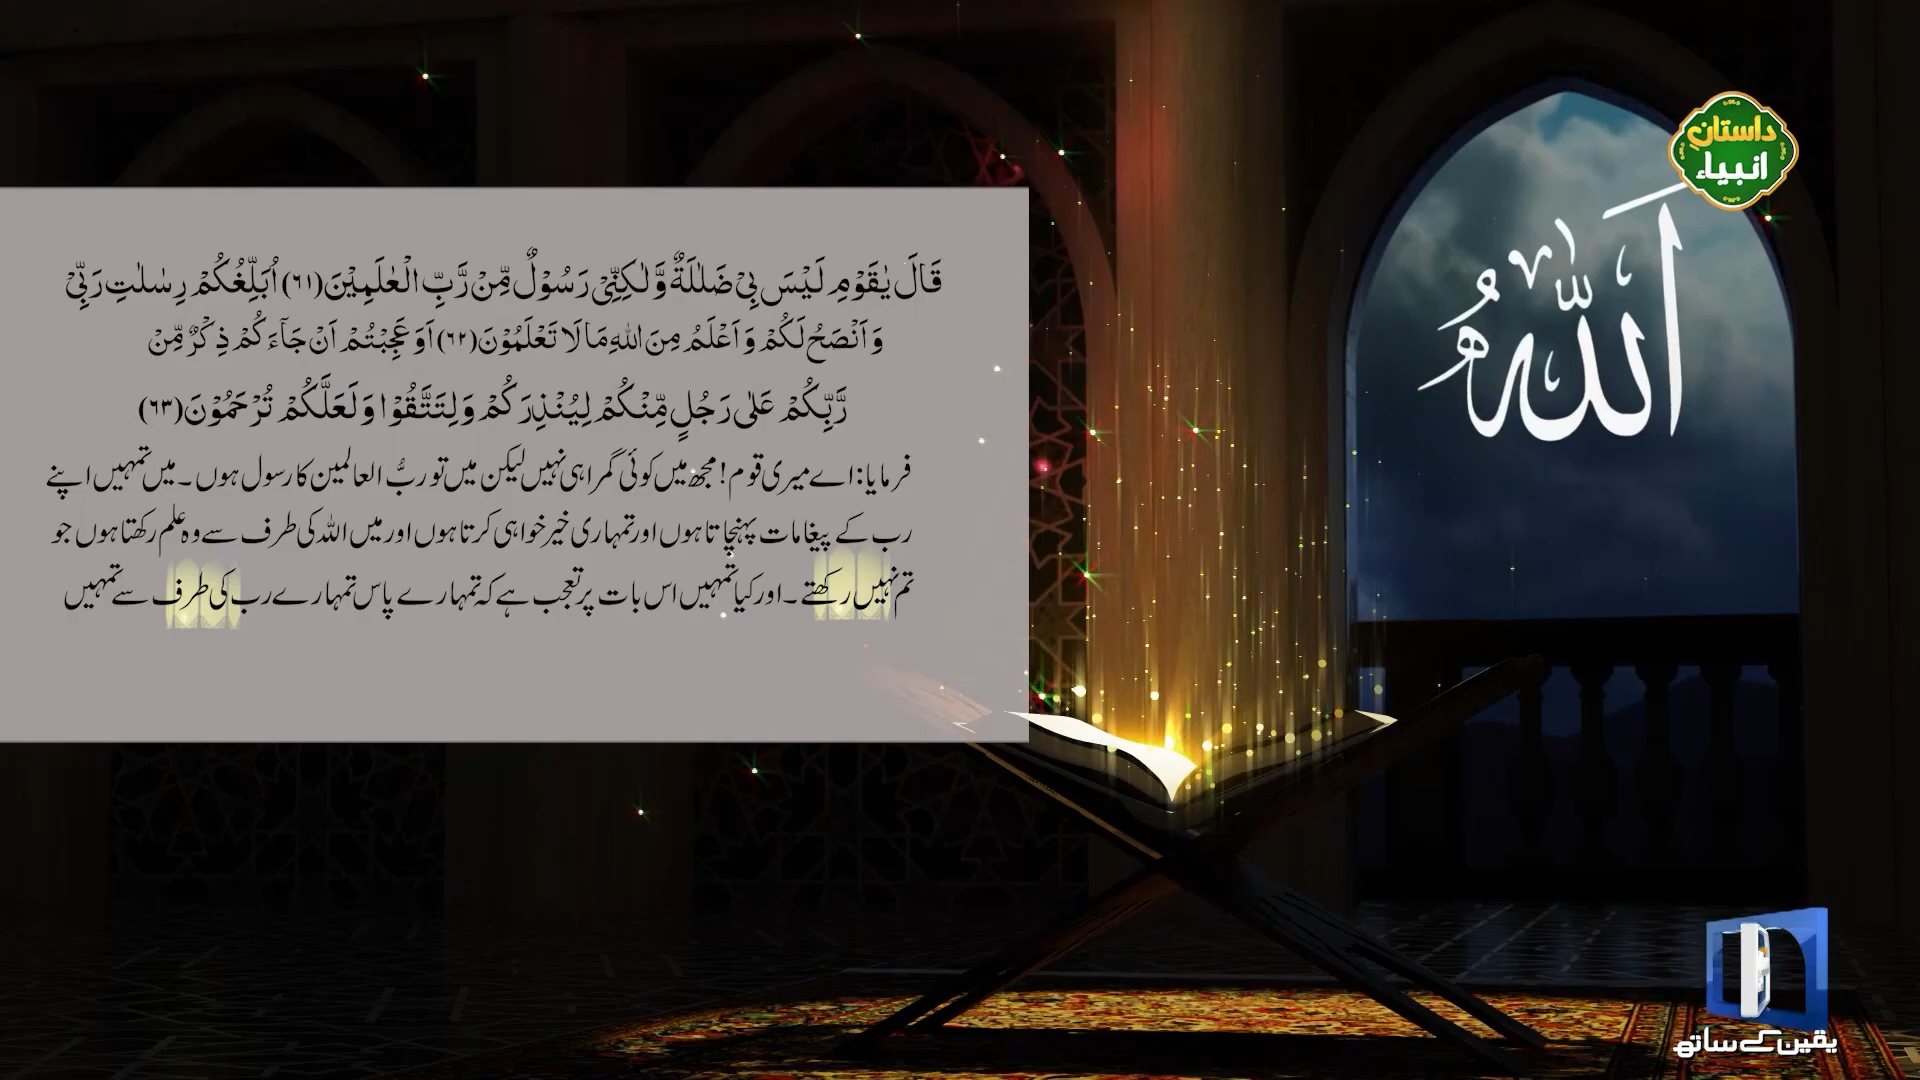 داستانِ
انبیاء
اَللّٰهُ
قَالَ یٰقَوْمِ لَیْسَ بِیْ ضَلٰلَةٌ وَّ لٰكِنِّیْ رَسُوْلٌ مِّنْ رَّبِّ الْعٰلَمِیْنَ(۶۱) اُبَلِّغُكُمْ رِسٰلٰتِ رَبِّیْ
وَ اَنْصَحُ لَكُمْ وَ اَعْلَمُ مِنَ اللّٰهِ مَا لَا تَعْلَمُوْنَ(۶۲) اَوَ عَجِبْتُمْ اَنْ جَآءَكُمْ ذِكْرٌ مِّنْ
رَّبِّكُمْ عَلٰى رَجُلٍ مِّنْكُمْ لِیُنْذِرَكُمْ وَ لِتَتَّقُوْا وَ لَعَلَّكُمْ تُرْحَمُوْنَ(۶۳)
فرمایا: اے میری قوم! مجھ میں کوئی گمراہی نہیں لیکن میں تو ربُّ العالمین کا رسول ہوں۔ میں تمہیں اپنے
رب کے پیغامات پہنچاتا ہوں اور تمہاری خیر خواہی کرتا ہوں اور میں اللہ کی طرف سے وہ علم رکھتا ہوں جو
تم نہیں رکھتے۔ اور کیا تمہیں اس بات پر تعجب ہے کہ تمہارے پاس تمہارے رب کی طرف سے تمہیں
یقین کے ساتھ